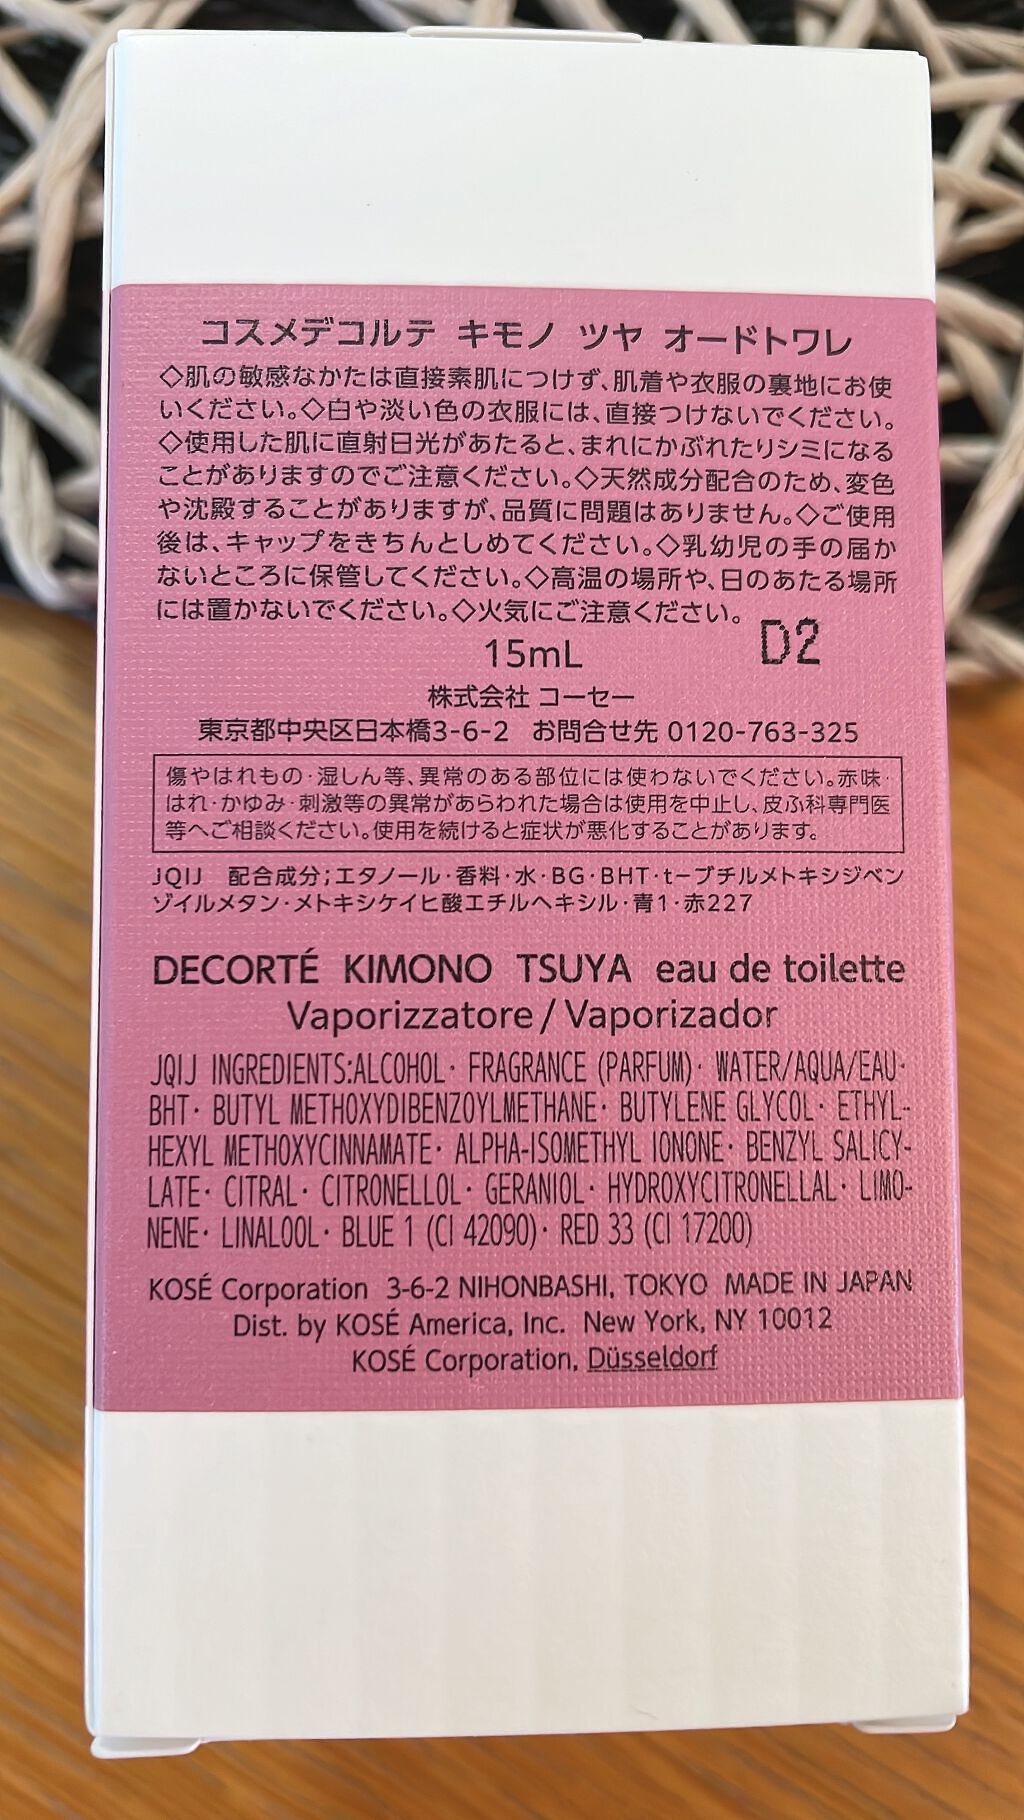 コスメデコルテ キモノ ツヤ オードトワレ
◇肌の敏感なかたは直接素肌につけず、肌着や衣服の裏地にお使
いください。◇白や淡い色の衣服には、直接つけないでください。
◇使用した肌に直射日光があたると、まれにかぶれたりシミになる
ことがありますのでご注意ください。◇天然成分配合のため、変色
や沈殿することがありますが、品質に問題はありません。◇ご使用
後は、キャップをきちんとしめてください。◇乳幼児の手の届か
ないところに保管してください。◇高温の場所や、日のあたる場所
には置かないでください。◇火気にご注意ください。
15mL D2
株式会社 コーセー
東京都中央区日本橋3-6-2 お問合せ先 0120-763-325
傷やはれもの・湿しん等、異常のある部位には使わないでください。赤味・
はれ・かゆみ・刺激等の異常があらわれた場合は使用を中止し、皮ふ科専門医
等へご相談ください。使用を続けると症状が悪化することがあります。
JQIJ 配合成分;エタノール・香料・水・BG・BHT・t-ブチルメトキシジベン
ゾイルメタン・メトキシケイヒ酸エチルヘキシル・青1・赤227
DECORTÉ KIMONO TSUYA eau de toilette
Vaporizzatore / Vaporizador
JQIJ INGREDIENTS:ALCOHOL· FRAGRANCE (PARFUM)· WATER/AQUA/EAU·
BHT· BUTYL METHOXYDIBENZOYLMETHANE· BUTYLENE GLYCOL· ETHYL-
HEXYL METHOXYCINNAMATE· ALPHA-ISOMETHYL IONONE· BENZYL SALICY-
LATE· CITRAL· CITRONELLOL· GERANIOL· HYDROXYCITRONELLAL· LIMO-
NENE· LINALOOL· BLUE 1 (CI 42090)· RED 33 (CI 17200)
KOSÉ Corporation 3-6-2 NIHONBASHI, TOKYO MADE IN JAPAN
Dist. by KOSÉ America, Inc. New York, NY 10012
KOSÉ Corporation, Düsseldorf